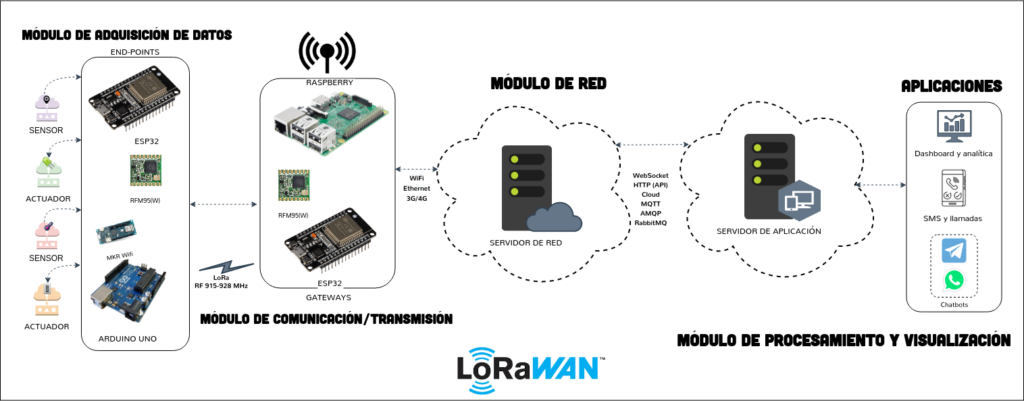 MÓDULO DE ADQUISICIÓN DE DATOS
END-POINTS
SENSOR
ESP32
ACTUADOR
RFM95(W)
SENSOR
MKR Wifi
ACTUADOR
ARDUINO UNO
LoRa
RF 915-928 MHz
RASPBERRY
RFM95(W)
ESP32
GATEWAYS
MÓDULO DE COMUNICACIÓN/TRANSMISIÓN
WiFi
Ethernet
3G/4G
MÓDULO DE RED
SERVIDOR DE RED
WebSocket
HTTP (API)
Cloud
MQTT
AMQP
RabbitMQ
SERVIDOR DE APLICACIÓN
APLICACIONES
Dashboard y analítica
SMS y llamadas
Chatbots
MÓDULO DE PROCESAMIENTO Y VISUALIZACIÓN
LoRaWAN™